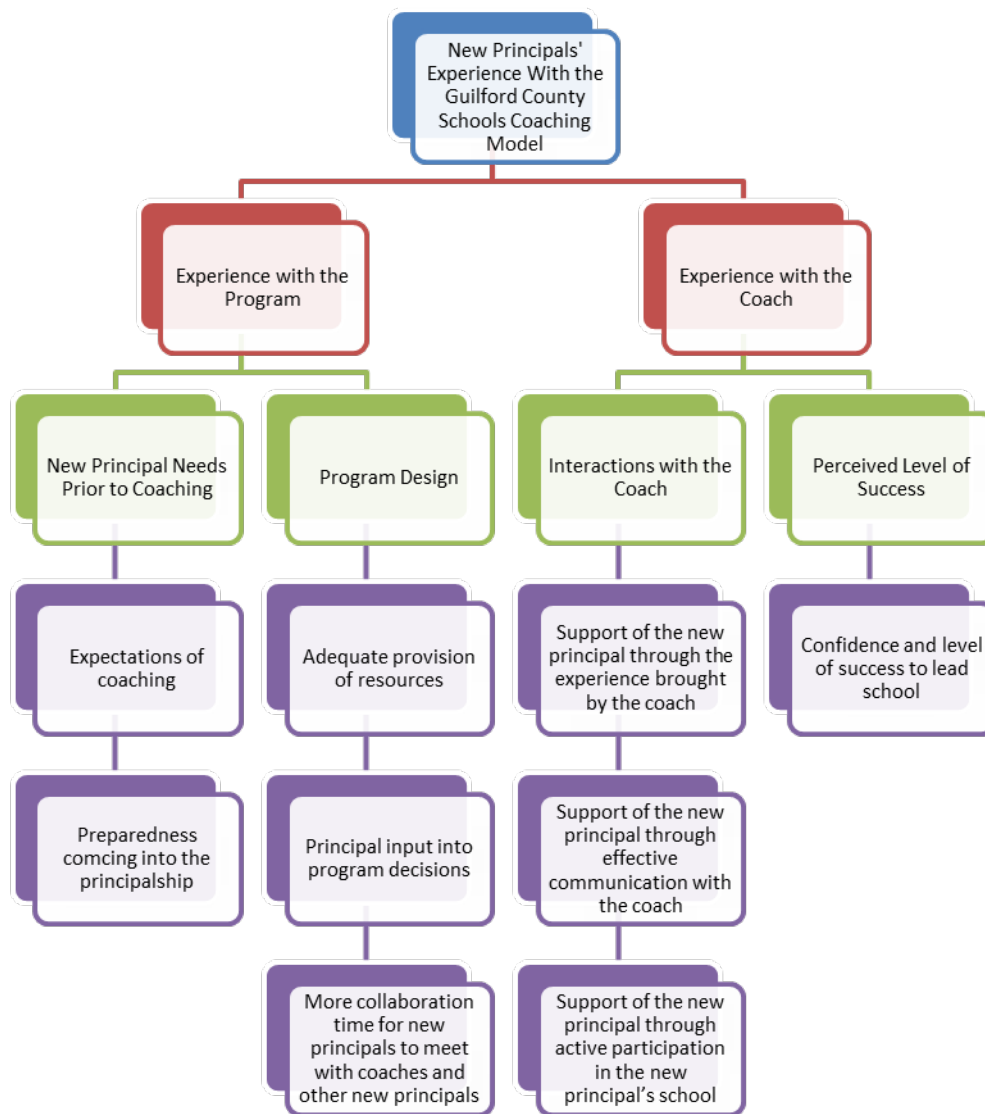 New Principals'
Experience With the
Guilford County
Schools Coaching
Model
Experience with the
Program
Experience with the
Coach
New Principal Needs
Prior to Coaching
Program Design
Interactions with the
Coach
Perceived Level of
Success
Expectations of
coaching
Adequate provision
of resources
Support of the new
principal through the
experience brought
by the coach
Confidence and level
of success to lead
school
Preparedness
comcing into the
principalship
Principal input into
program decisions
Support of the new
principal through
effective
communication with
the coach
More collaboration
time for new
principals to meet
with coaches and
other new principals
Support of the new
principal through
active participation
in the new
principal’s school